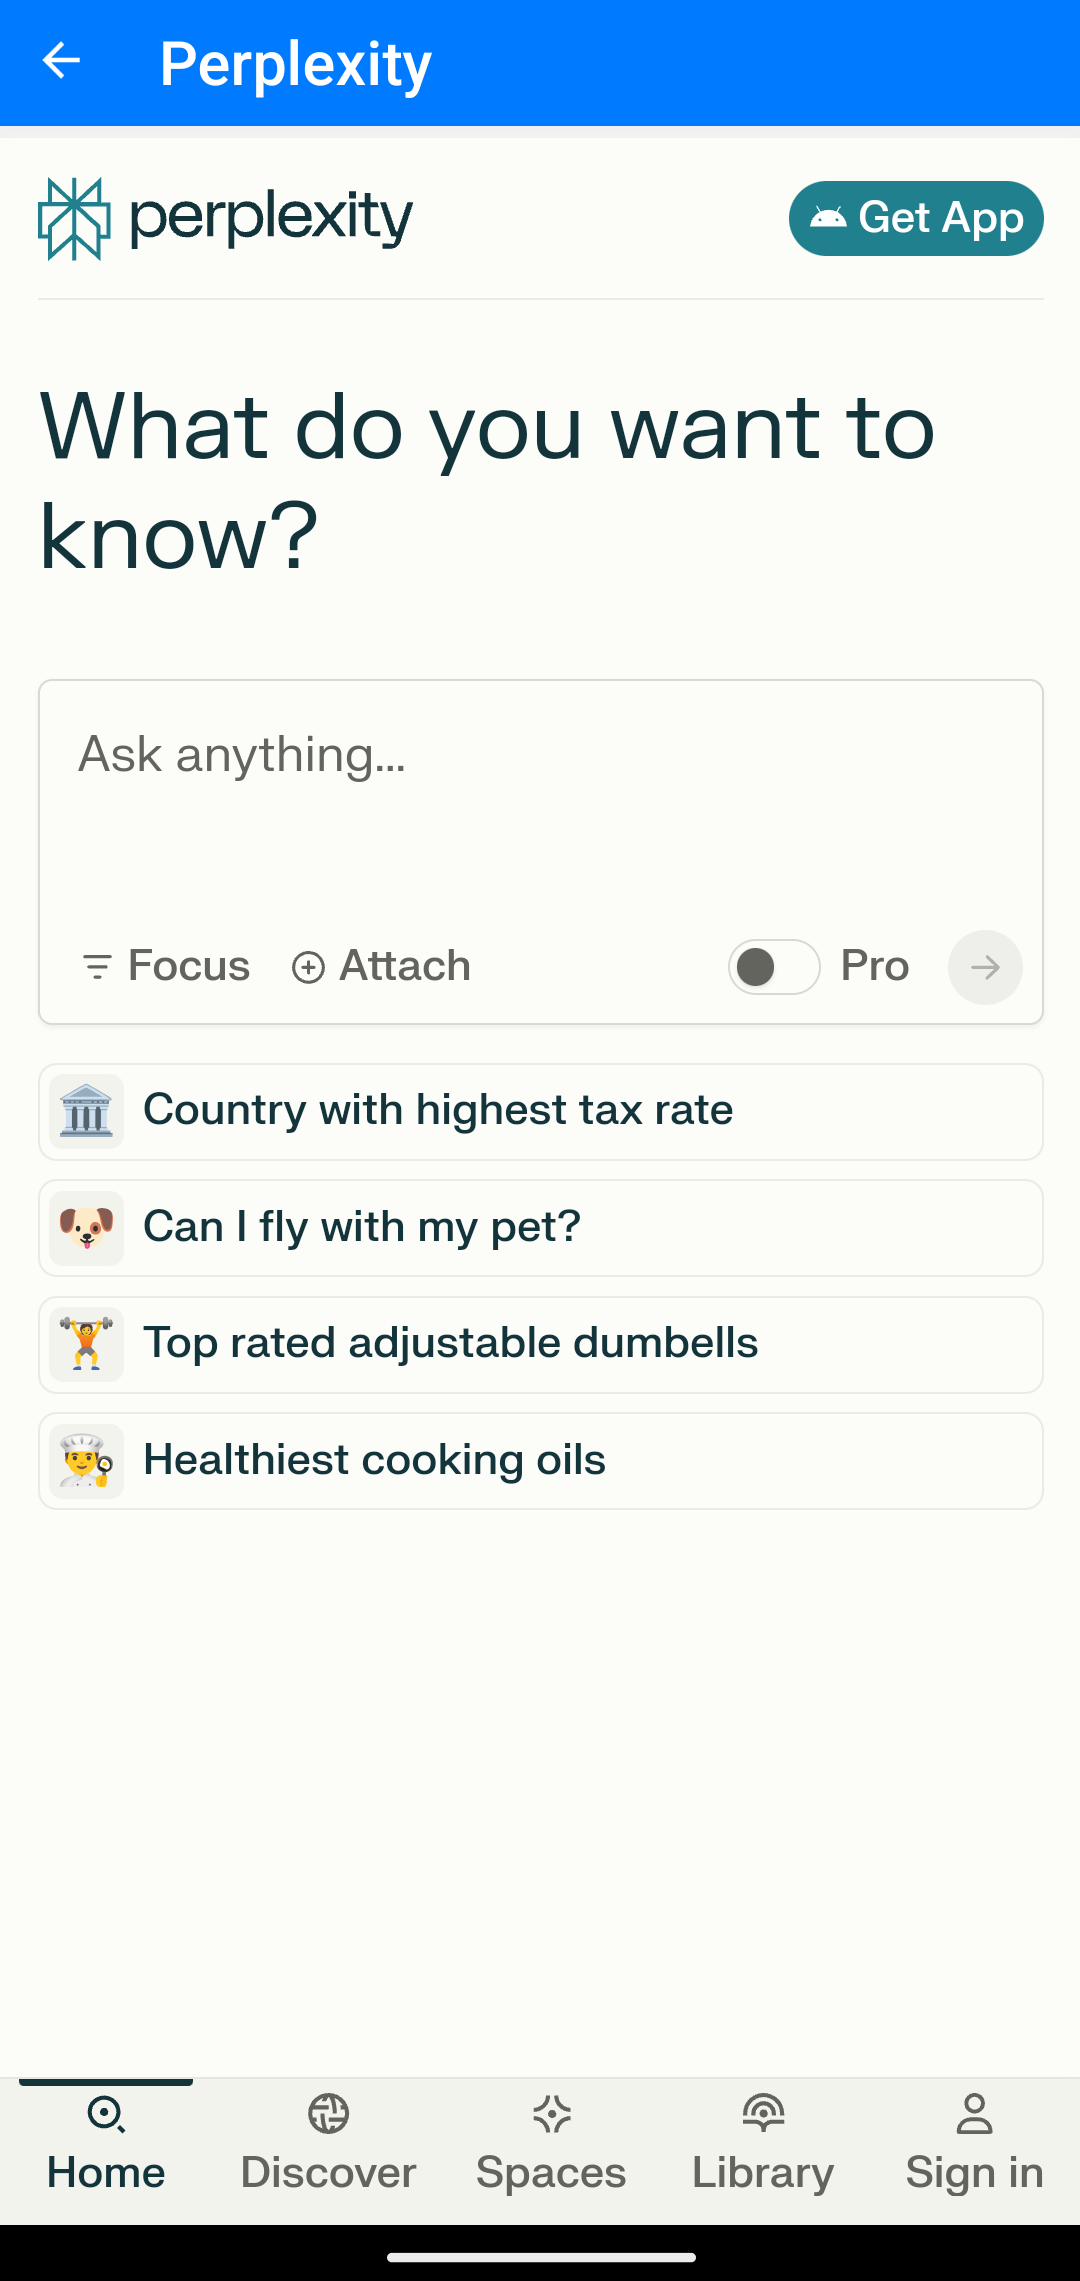 Perplexity
perplexity
Get App
What do you want to
know?
Ask anything...
Focus
Attach
Pro
Country with highest tax rate
Can I fly with my pet?
Top rated adjustable dumbells
Healthiest cooking oils
Home
Discover
Spaces
Library
Sign in